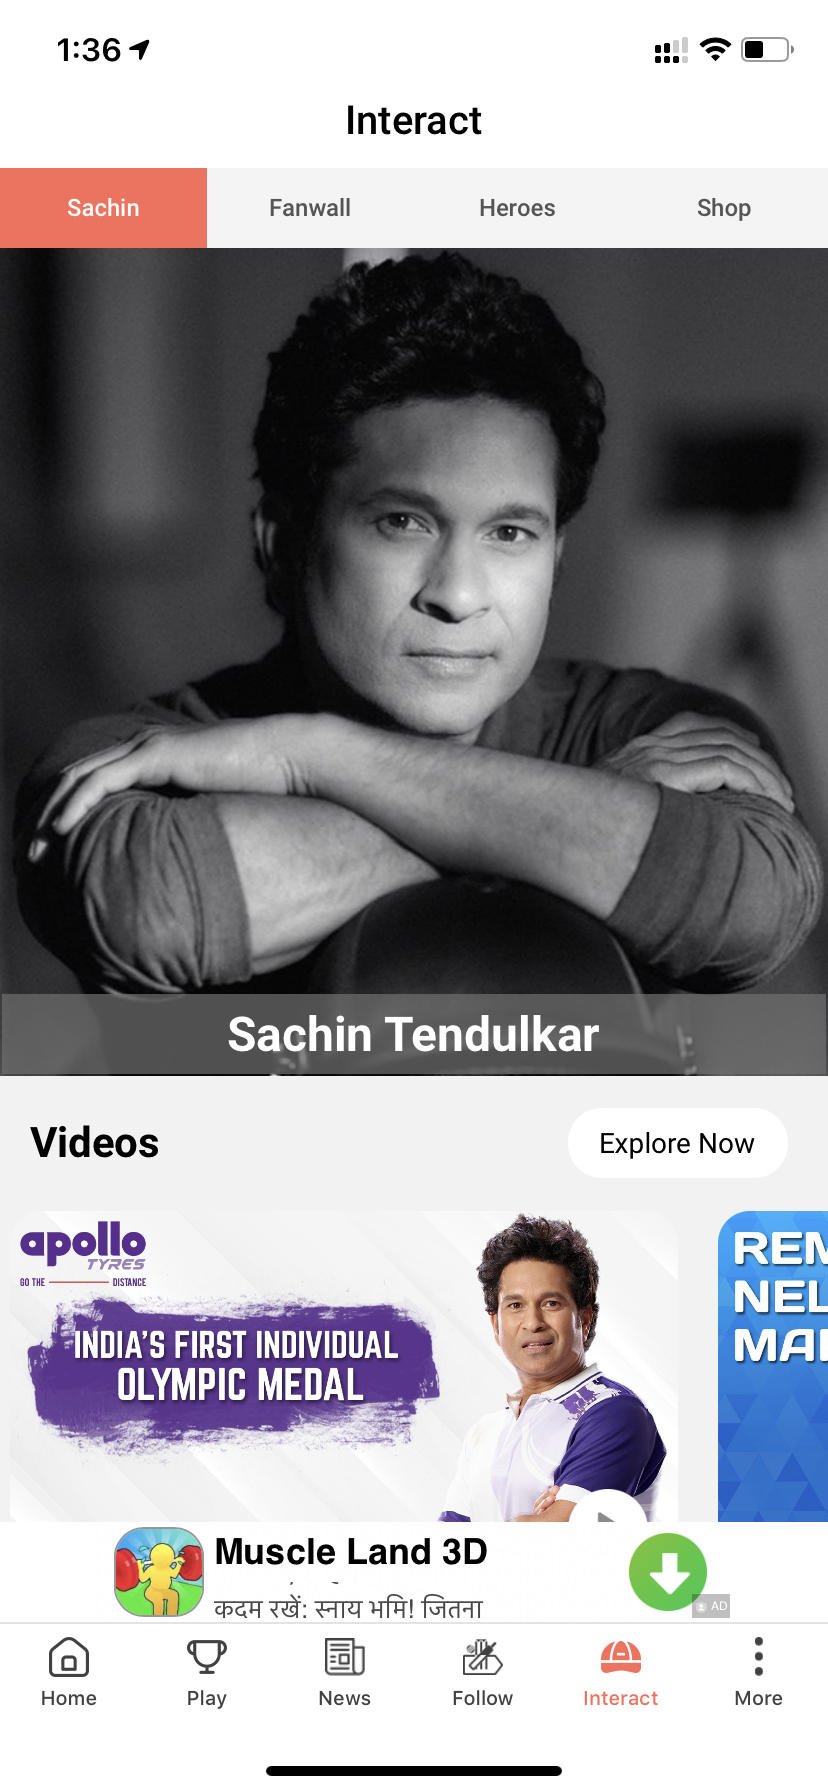 1:36
Interact
Sachin
Fanwall
Heroes
Shop
Sachin Tendulkar
Videos
Explore Now
apollo
TYRES
GO THE DISTANCE
INDIA'S FIRST INDIVIDUAL
OLYMPIC MEDAL
REM
NEL
MAI
Muscle Land 3D
कदम रखें: स्नाय भमि! जितना
AD
Home
Play
News
Follow
Interact
More